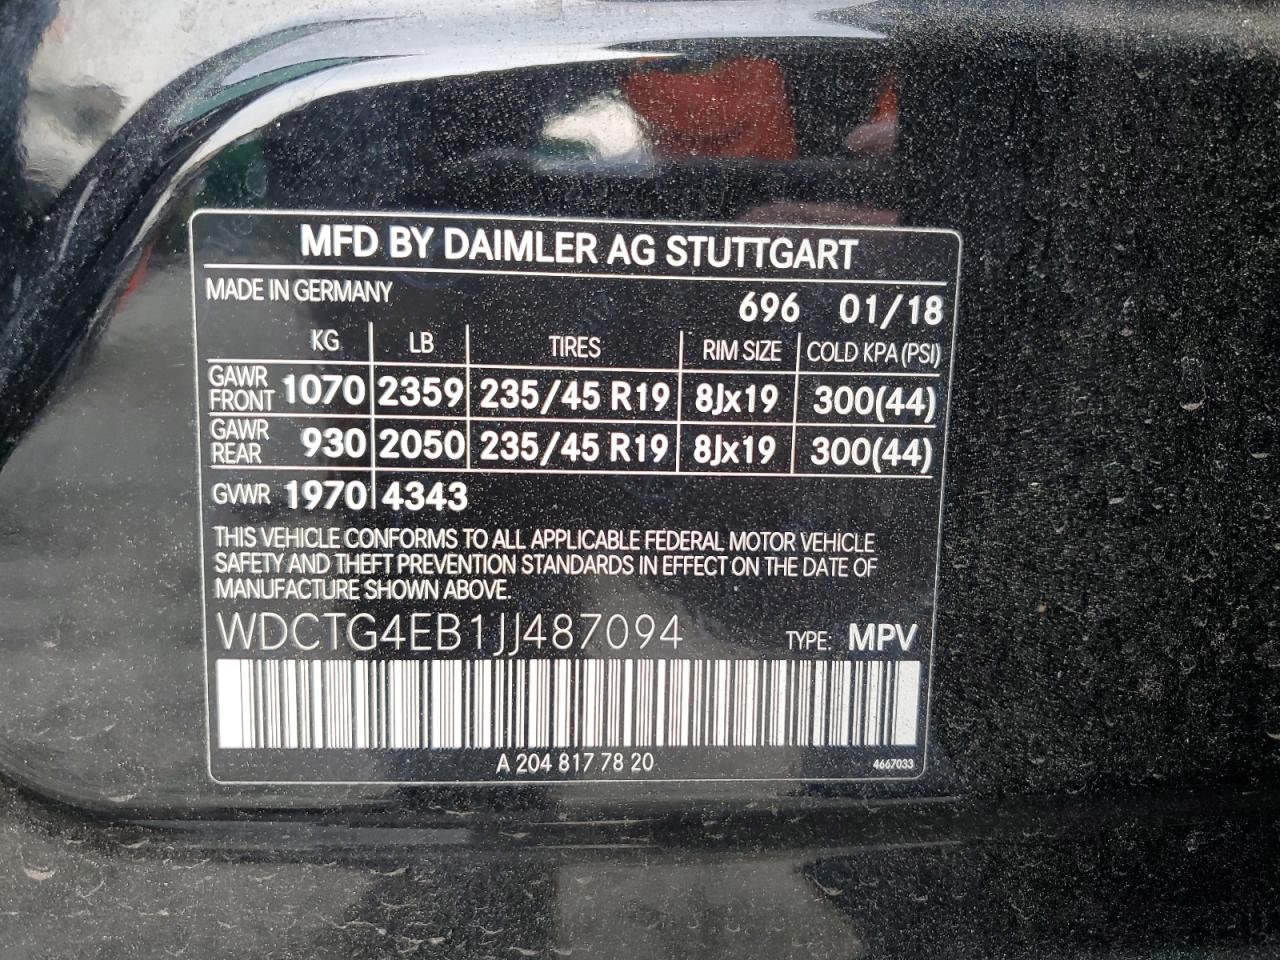 MFD BY DAIMLER AG STUTTGART
MADE IN GERMANY
696 01/18
KG LB TIRES RIM SIZE COLD KPA (PSI)
GAWR FRONT 1070 2359 235/45 R19 8Jx19 300(44)
GAWR REAR 930 2050 235/45 R19 8Jx19 300(44)
GVWR 1970 4343
THIS VEHICLE CONFORMS TO ALL APPLICABLE FEDERAL MOTOR VEHICLE
SAFETY AND THEFT PREVENTION STANDARDS IN EFFECT ON THE DATE OF
MANUFACTURE SHOWN ABOVE.
WDCTG4EB1JJ487094 TYPE: MPV
A 204 817 78 20 4667033